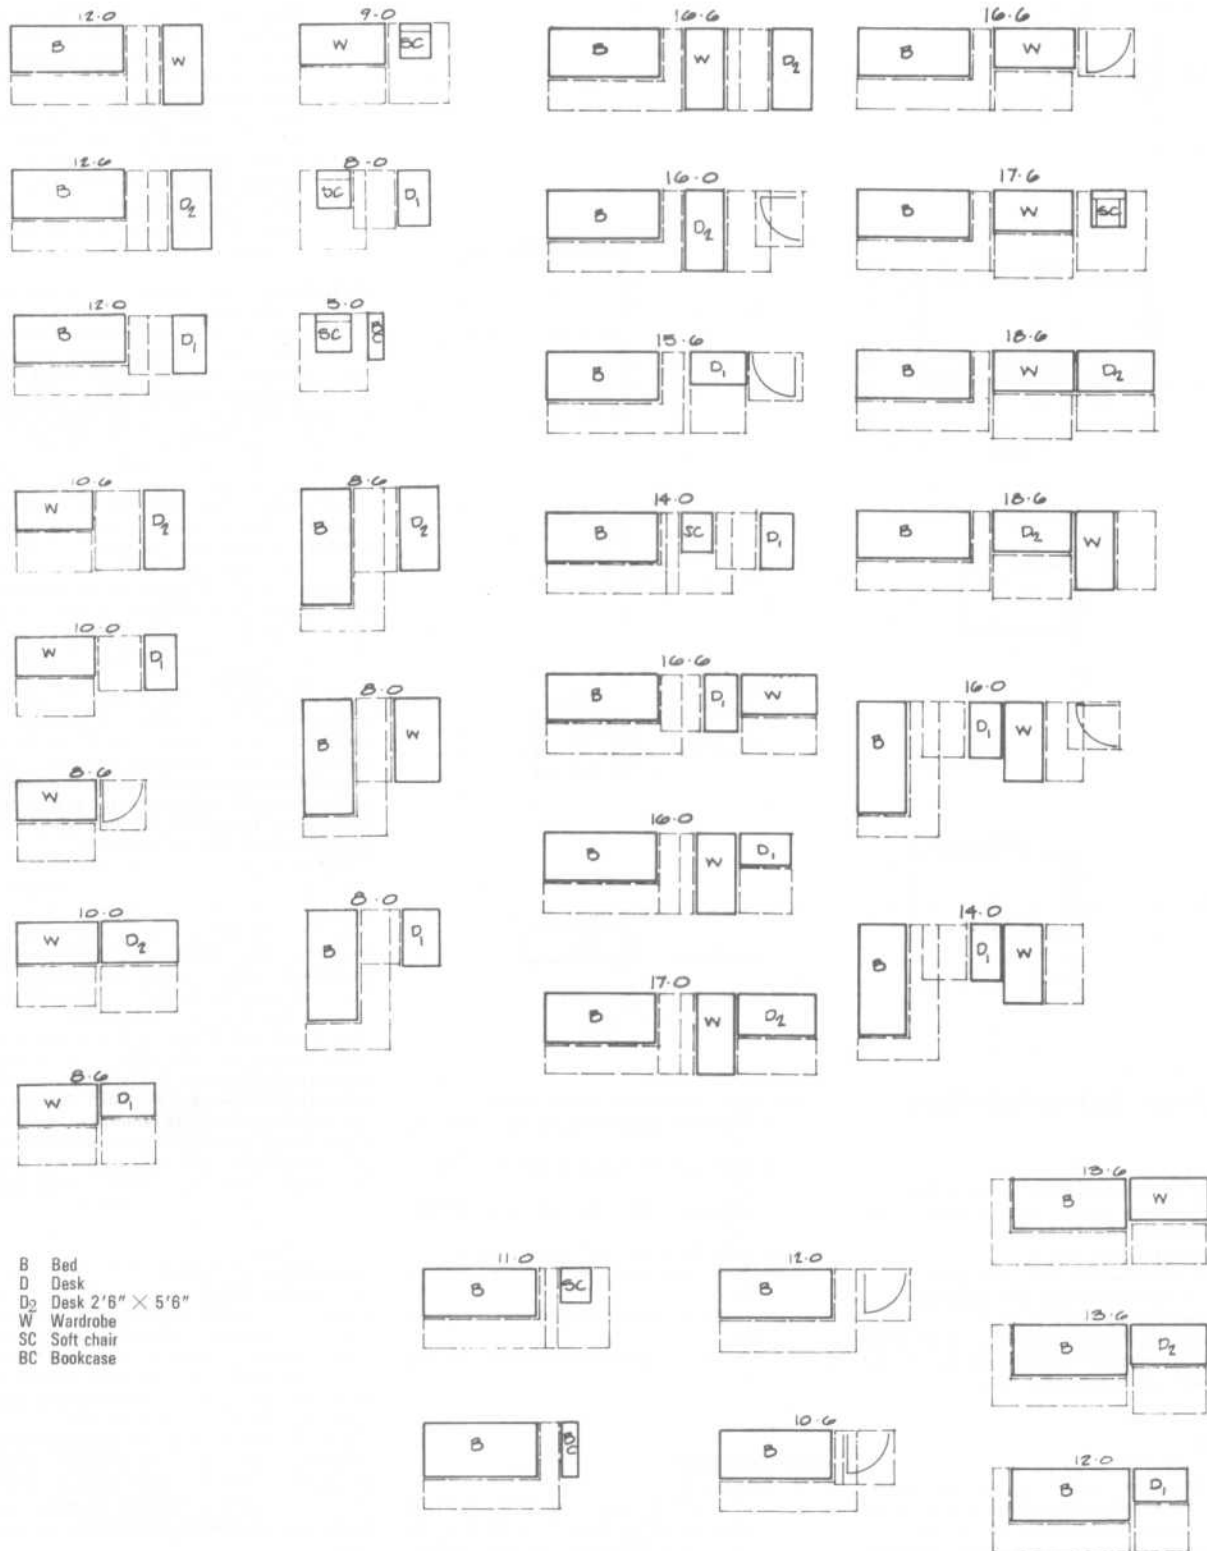 12.0
B W
12.6
B D2
12.0
B D1
10.6
W D2
10.0
W D1
8.6
W
10.0
W D2
8.6
W D1
9.0
W SC
8.0
SC D1
5.0
SC BC
8.6
B D2
8.0
B W
8.0
B D1
16.6
B W D2
16.0
B D2
15.6
B D1
14.0
B SC D1
16.6
B D1 W
16.0
B W D1
17.0
B W D2
16.6
B W
17.6
B W SC
18.6
B W D2
18.6
B D2 W
16.0
B D1 W
14.0
B D1 W
B Bed
D Desk
D2 Desk 2'6" × 5'6"
W Wardrobe
SC Soft chair
BC Bookcase
11.0
B SC
B BC
12.0
B
10.6
B
13.6
B W
13.6
B D2
12.0
B D1